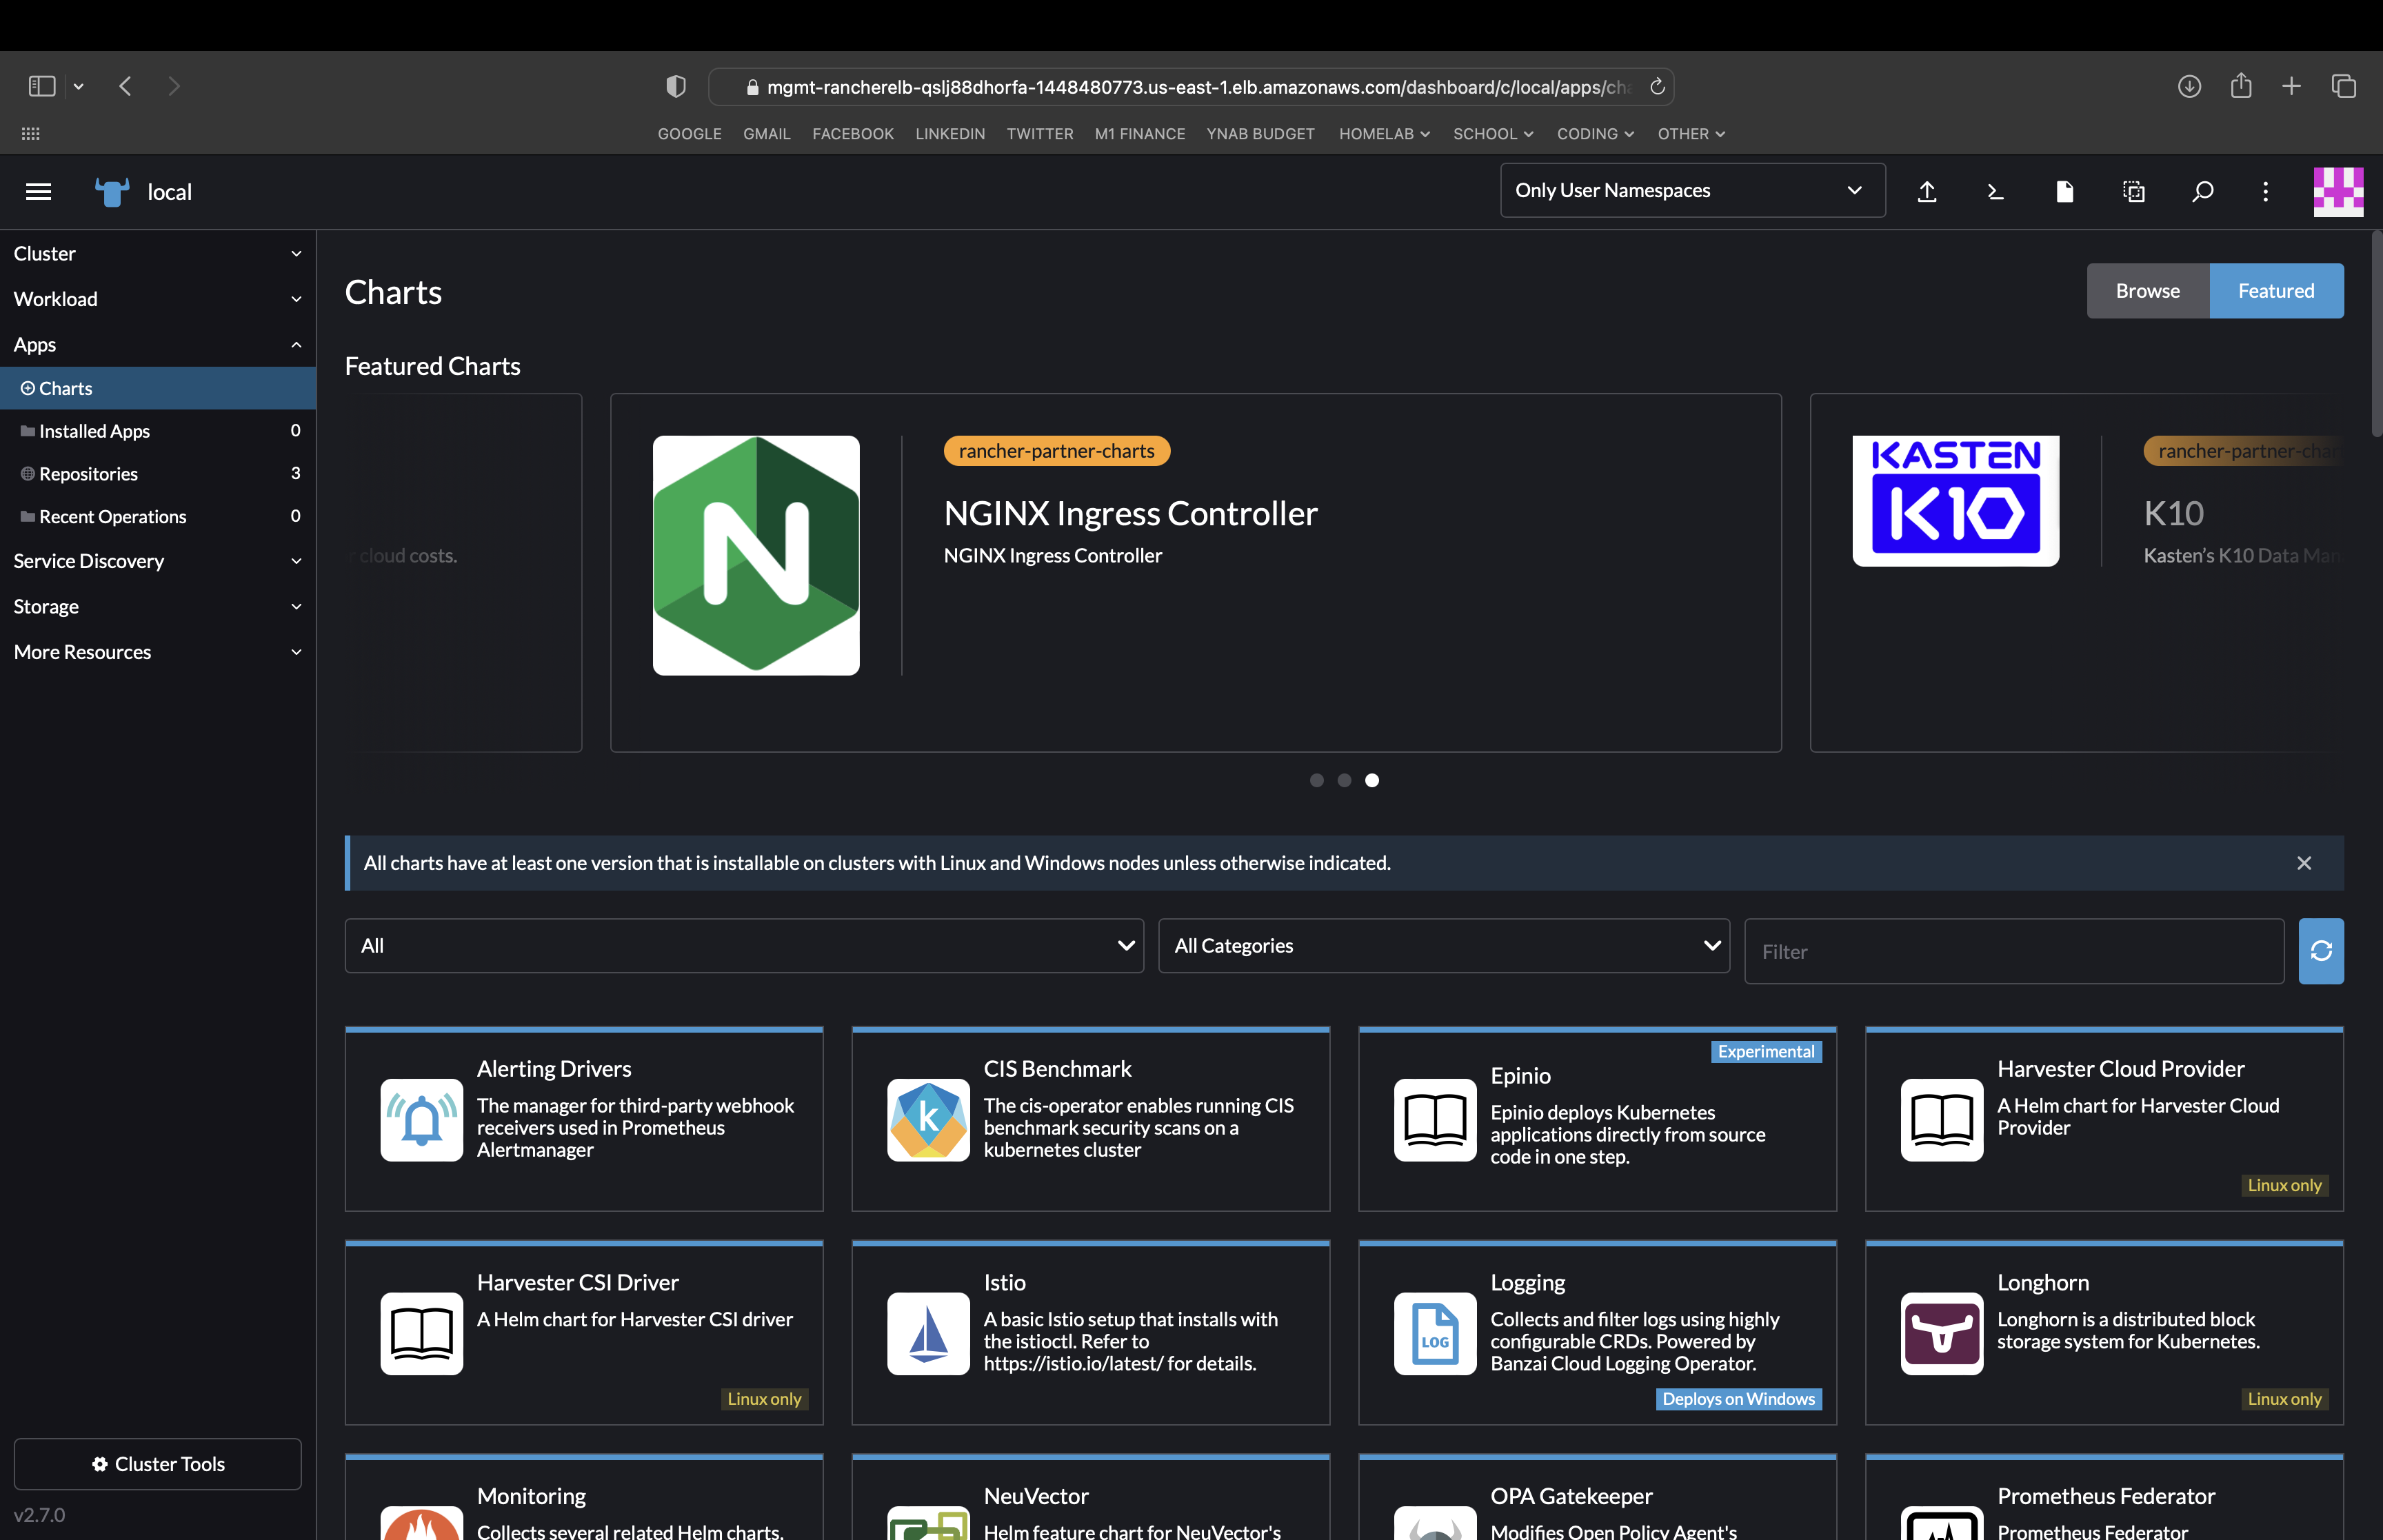 mgmt-rancherelb-qslj88dhorfa-1448480773.us-east-1.elb.amazonaws.com/dashboard/c/local/apps/cha
GOOGLE GMAIL FACEBOOK LINKEDIN TWITTER M1 FINANCE YNAB BUDGET HOMELAB SCHOOL CODING OTHER
local
Only User Namespaces
Cluster
Workload
Apps
Charts
Installed Apps 0
Repositories 3
Recent Operations 0
Service Discovery
Storage
More Resources
Cluster Tools
v2.7.0
Charts
Browse Featured
Featured Charts
cloud costs.
N
rancher-partner-charts
NGINX Ingress Controller
NGINX Ingress Controller
KASTEN
K10
rancher-partner-char
K10
Kasten's K10 Data Man
All charts have at least one version that is installable on clusters with Linux and Windows nodes unless otherwise indicated.
All
All Categories
Filter
Alerting Drivers
The manager for third-party webhook
receivers used in Prometheus
Alertmanager
k
CIS Benchmark
The cis-operator enables running CIS
benchmark security scans on a
kubernetes cluster
Experimental
Epinio
Epinio deploys Kubernetes
applications directly from source
code in one step.
Harvester Cloud Provider
A Helm chart for Harvester Cloud
Provider
Linux only
Harvester CSI Driver
A Helm chart for Harvester CSI driver
Linux only
Istio
A basic Istio setup that installs with
the istioctl. Refer to
https://istio.io/latest/ for details.
LOG
Logging
Collects and filter logs using highly
configurable CRDs. Powered by
Banzai Cloud Logging Operator.
Deploys on Windows
Longhorn
Longhorn is a distributed block
storage system for Kubernetes.
Linux only
Monitoring
Collects several related Helm charts,
NeuVector
Helm feature chart for NeuVector's
OPA Gatekeeper
Modifies Open Policy Agent's
Prometheus Federator
Prometheus Federator